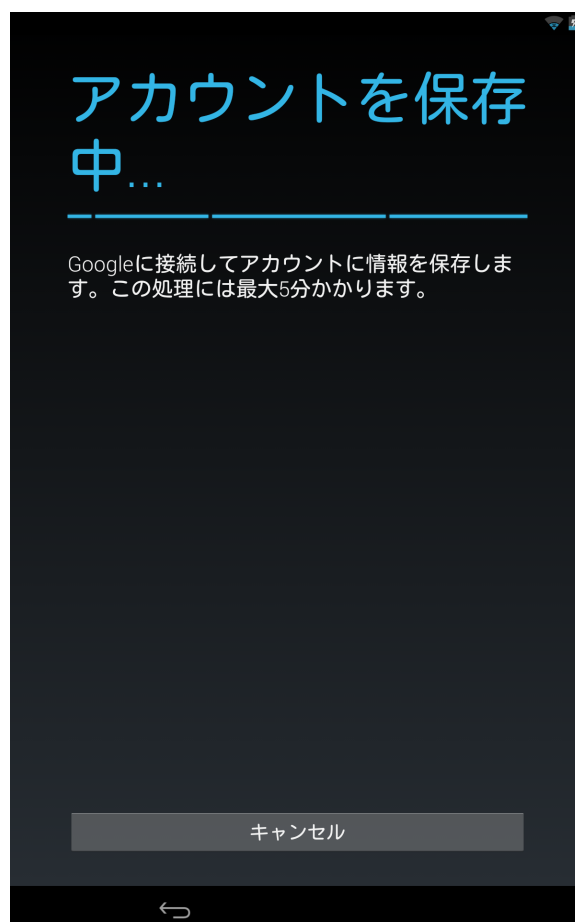 アカウントを保存
中...
Googleに接続してアカウントに情報を保存しま
す。この処理には最大5分かかります。
キャンセル